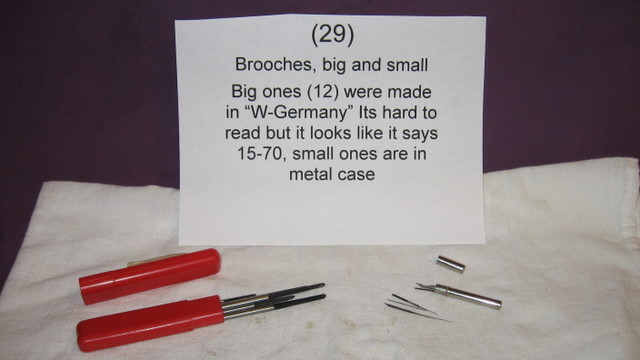 (29)
Brooches, big and small
Big ones (12) were made
in “W-Germany” Its hard to
read but it looks like it says
15-70, small ones are in
metal case